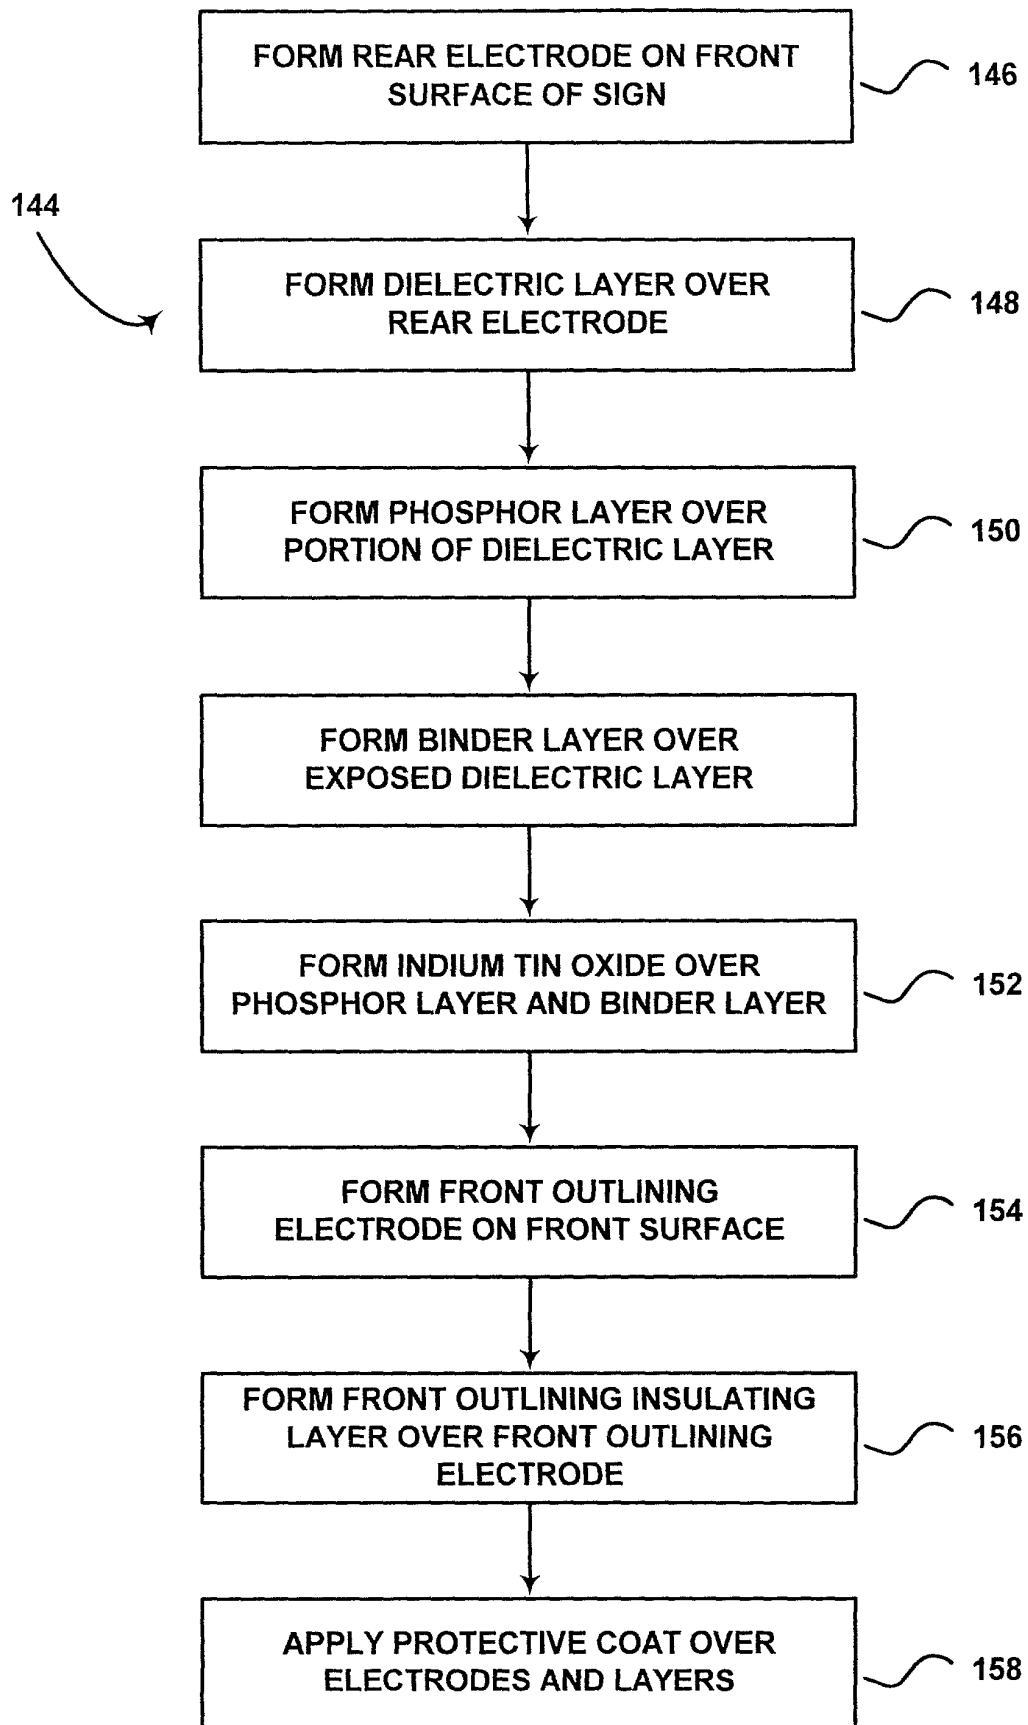 FORM REAR ELECTRODE ON FRONT
SURFACE OF SIGN
146
144
FORM DIELECTRIC LAYER OVER
REAR ELECTRODE
148
FORM PHOSPHOR LAYER OVER
PORTION OF DIELECTRIC LAYER
150
FORM BINDER LAYER OVER
EXPOSED DIELECTRIC LAYER
FORM INDIUM TIN OXIDE OVER
PHOSPHOR LAYER AND BINDER LAYER
152
FORM FRONT OUTLINING
ELECTRODE ON FRONT SURFACE
154
FORM FRONT OUTLINING INSULATING
LAYER OVER FRONT OUTLINING
ELECTRODE
156
APPLY PROTECTIVE COAT OVER
ELECTRODES AND LAYERS
158